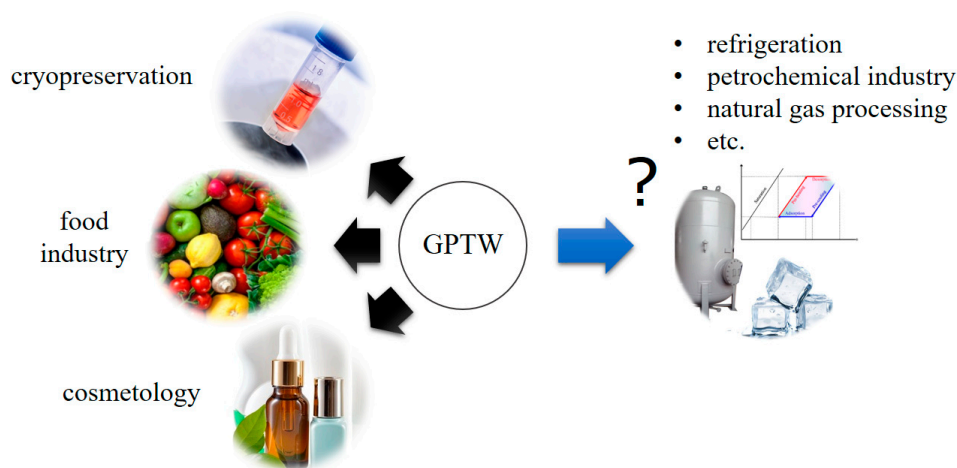 cryopreservation
food
industry
cosmetology
GPTW
?
• refrigeration
• petrochemical industry
• natural gas processing
• etc.